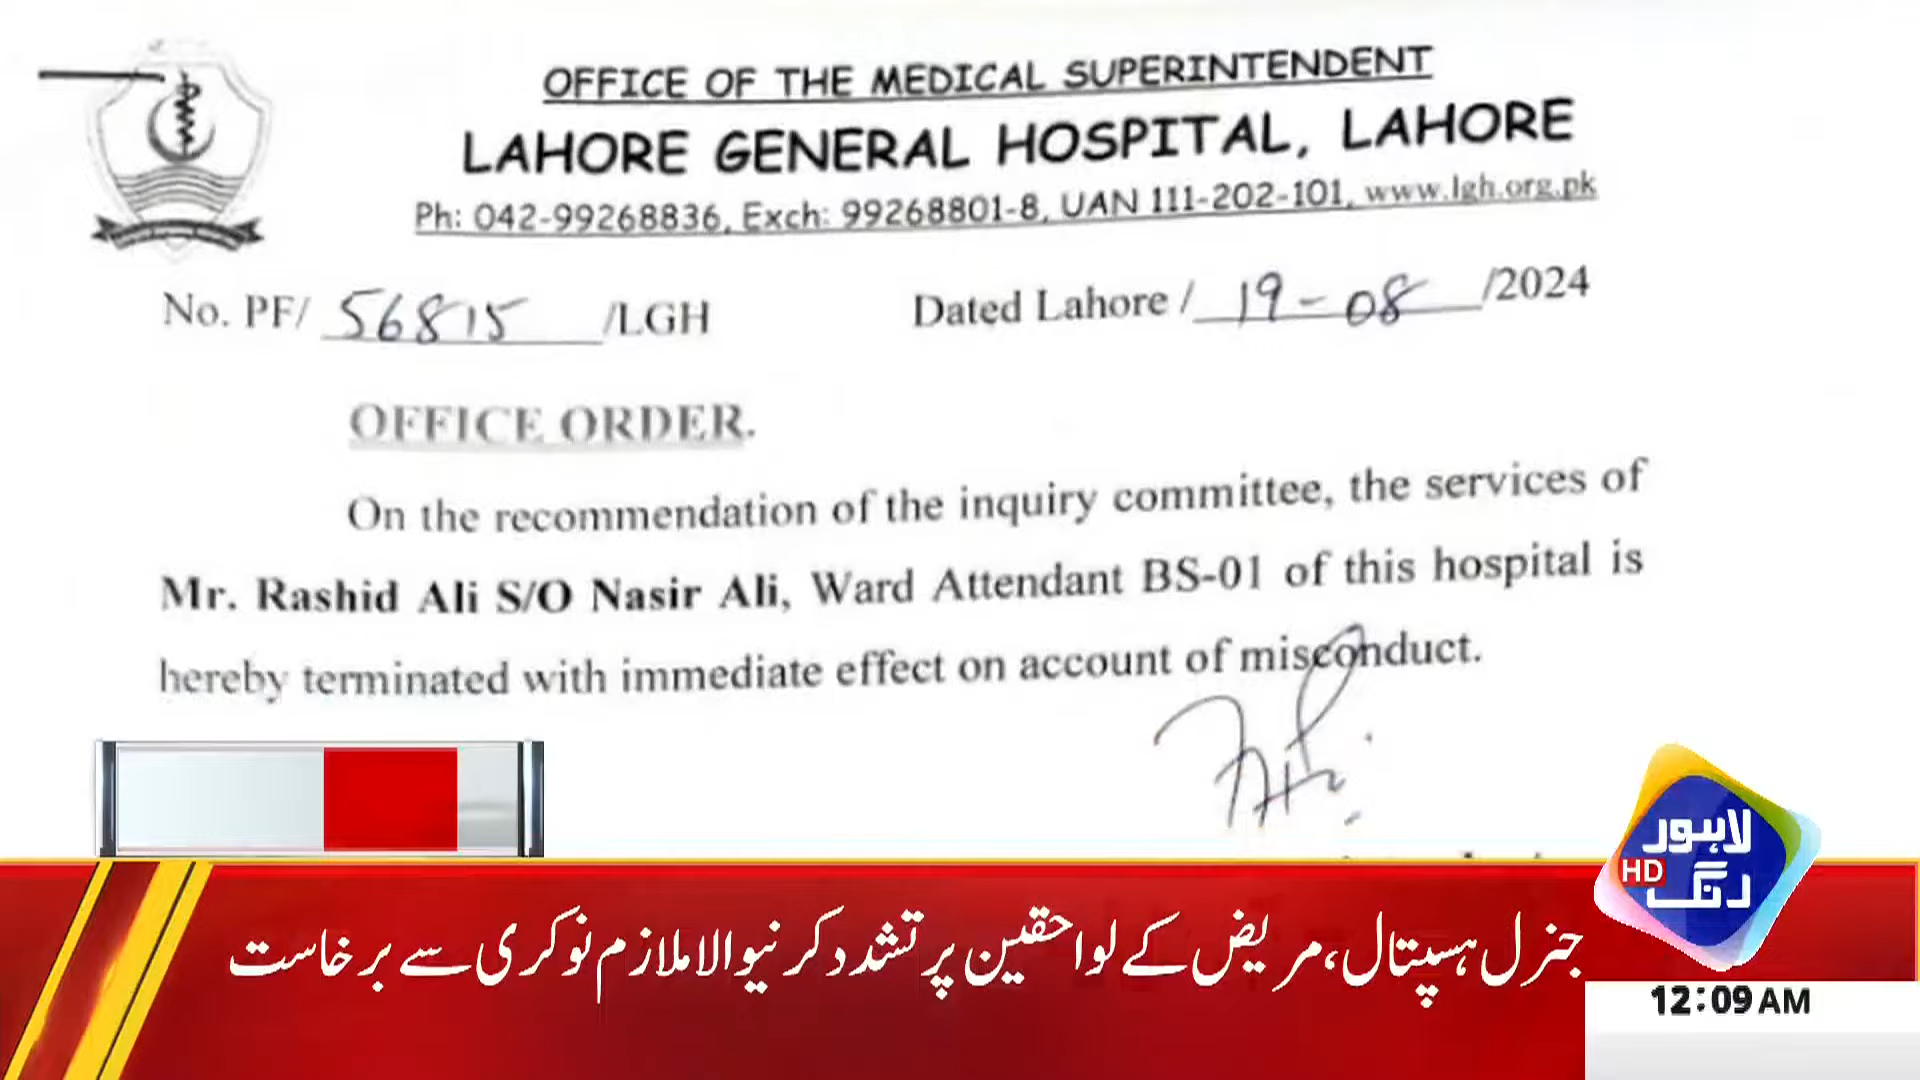 OFFICE OF THE MEDICAL SUPERINTENDENT
LAHORE GENERAL HOSPITAL, LAHORE
Ph: 042-99268836, Exch: 99268801-8, UAN 111-202-101, www.lgh.org.pk
No. PF/ 56815 /LGH Dated Lahore / 19-08 /2024
OFFICE ORDER.
On the recommendation of the inquiry committee, the services of
Mr. Rashid Ali S/O Nasir Ali, Ward Attendant BS-01 of this hospital is
hereby terminated with immediate effect on account of misconduct.
لاہور
رنگ
HD
جنرل ہسپتال، مریض کے لواحقین پر تشدد کرنیوالا ملازم نوکری سے برخاست
12:09 AM